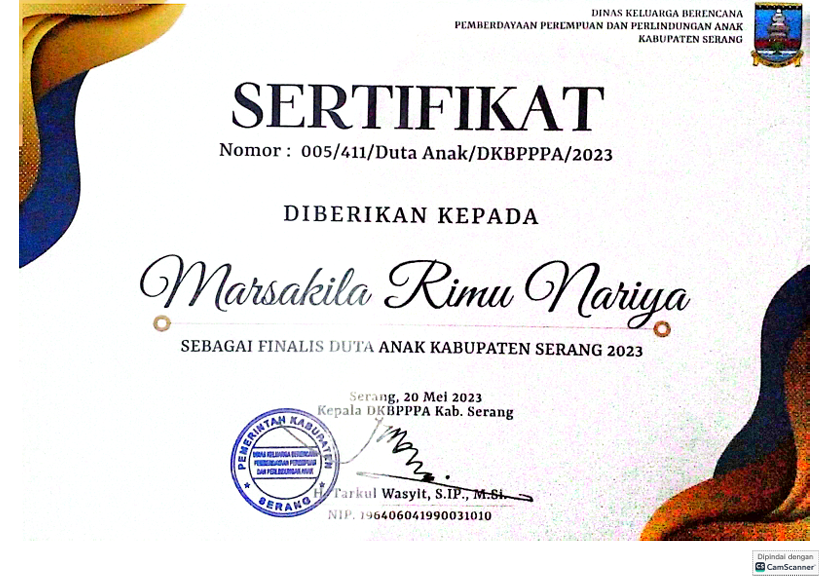 DINAS KELUARGA BERENCANA
PEMBERDAYAAN PEREMPUAN DAN PERLINDUNGAN ANAK
KABUPATEN SERANG
SERTIFIKAT
Nomor : 005/411/Duta Anak/DKBPPPA/2023
DIBERIKAN KEPADA
Marsakila Rimu Nariya
SEBAGAI FINALIS DUTA ANAK KABUPATEN SERANG 2023
Serang, 20 Mei 2023
Kepala DKBPPPA Kab. Serang
PEMERINTAH KABUPATEN
DINAS KELUARGA BERENCANA
PEMBERDAYAAN PEREMPUAN
DAN PERLINDUNGAN ANAK
SERANG
H. Tarkul Wasyit, S.IP., M.Si.
NIP. 196406041990031010
Dipindai dengan
CS CamScanner